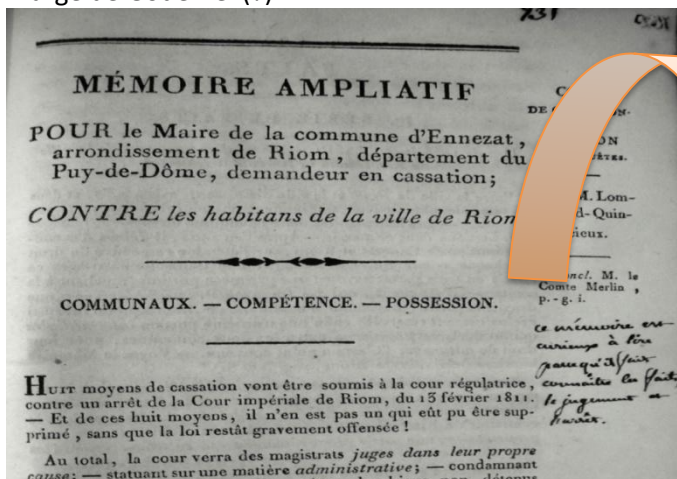 731
MÉMOIRE AMPLIATIF
POUR le Maire de la commune d'Ennezat,
arrondissement de Riom, département du
Puy-de-Dôme, demandeur en cassation;
CONTRE les habitans de la ville de Riom
COMMUNAUX. — COMPÉTENCE. — POSSESSION.
HUIT moyens de cassation vont être soumis à la cour régulatrice,
contre un arrêt de la Cour impériale de Riom, du 13 février 1811.
— Et de ces huit moyens, il n'en est pas un qui eût pu être sup-
primé, sans que la loi restât gravement offensée!
Au total, la cour verra des magistrats juges dans leur propre
cause; — statuant sur une matière administrative; — condamnant
M. Lom-
d-Quin-
M. le
Comte Merlin,
p.-g. i.
ce mémoire est
curieux à lire
parce qu'il fait
connaître les faits
le jugement et